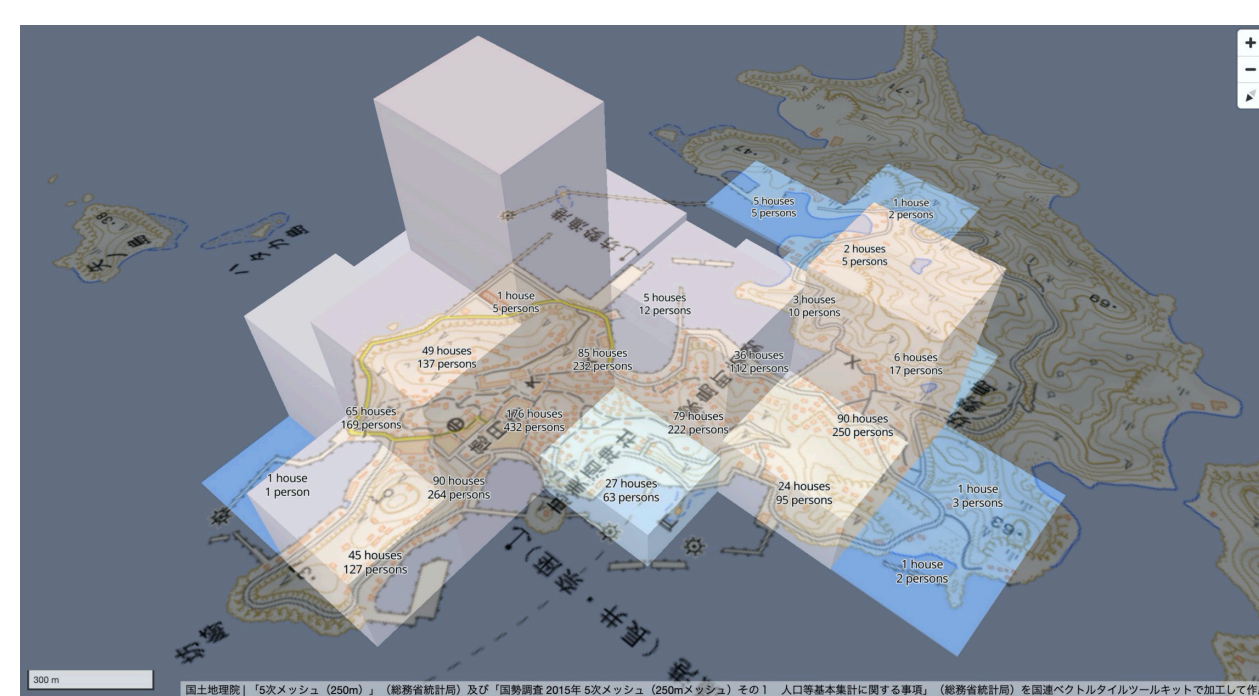 +
−
5 houses
5 persons
1 house
2 persons
2 houses
5 persons
1 house
5 persons
5 houses
12 persons
3 houses
10 persons
49 houses
137 persons
85 houses
232 persons
36 houses
112 persons
6 houses
17 persons
65 houses
169 persons
176 houses
432 persons
79 houses
222 persons
90 houses
250 persons
1 house
1 person
90 houses
264 persons
27 houses
63 persons
24 houses
95 persons
1 house
3 persons
45 houses
127 persons
1 house
2 persons
坊勢漁港
300 m
国土地理院 | 「5次メッシュ（250m）」（総務省統計局）及び「国勢調査 2015年 5次メッシュ（250mメッシュ）その1　人口等基本集計に関する事項」（総務省統計局）を国連ベクトルタイルツールキットで加工して作